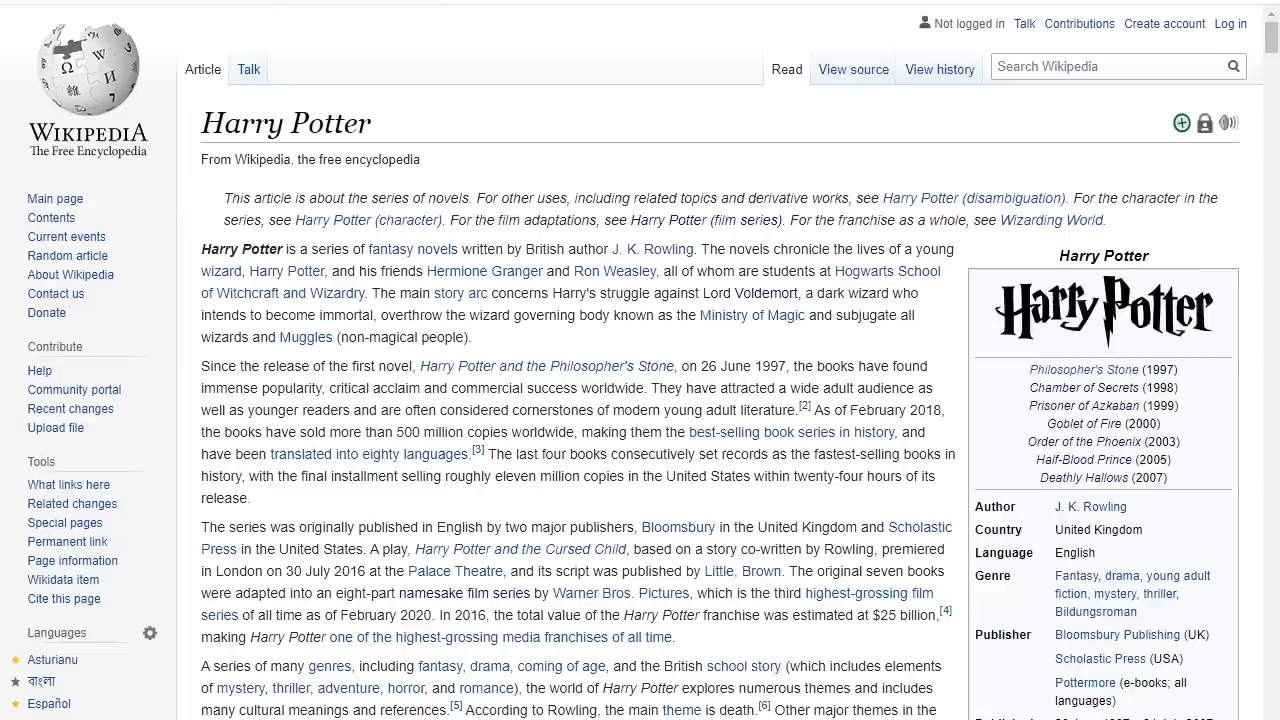 Not logged in Talk Contributions Create account Log in
Article Talk Read View source View history Search Wikipedia
WIKIPEDIA
The Free Encyclopedia
Main page
Contents
Current events
Random article
About Wikipedia
Contact us
Donate
Contribute
Help
Community portal
Recent changes
Upload file
Tools
What links here
Related changes
Special pages
Permanent link
Page information
Wikidata item
Cite this page
Languages
Asturianu
বাংলা
Español
Harry Potter
From Wikipedia, the free encyclopedia
This article is about the series of novels. For other uses, including related topics and derivative works, see Harry Potter (disambiguation). For the character in the
series, see Harry Potter (character). For the film adaptations, see Harry Potter (film series). For the franchise as a whole, see Wizarding World.
Harry Potter is a series of fantasy novels written by British author J. K. Rowling. The novels chronicle the lives of a young
wizard, Harry Potter, and his friends Hermione Granger and Ron Weasley, all of whom are students at Hogwarts School
of Witchcraft and Wizardry. The main story arc concerns Harry's struggle against Lord Voldemort, a dark wizard who
intends to become immortal, overthrow the wizard governing body known as the Ministry of Magic and subjugate all
wizards and Muggles (non-magical people).
Since the release of the first novel, Harry Potter and the Philosopher's Stone, on 26 June 1997, the books have found
immense popularity, critical acclaim and commercial success worldwide. They have attracted a wide adult audience as
well as younger readers and are often considered cornerstones of modern young adult literature.[2] As of February 2018,
the books have sold more than 500 million copies worldwide, making them the best-selling book series in history, and
have been translated into eighty languages.[3] The last four books consecutively set records as the fastest-selling books in
history, with the final installment selling roughly eleven million copies in the United States within twenty-four hours of its
release.
The series was originally published in English by two major publishers, Bloomsbury in the United Kingdom and Scholastic
Press in the United States. A play, Harry Potter and the Cursed Child, based on a story co-written by Rowling, premiered
in London on 30 July 2016 at the Palace Theatre, and its script was published by Little, Brown. The original seven books
were adapted into an eight-part namesake film series by Warner Bros. Pictures, which is the third highest-grossing film
series of all time as of February 2020. In 2016, the total value of the Harry Potter franchise was estimated at $25 billion,[4]
making Harry Potter one of the highest-grossing media franchises of all time.
A series of many genres, including fantasy, drama, coming of age, and the British school story (which includes elements
of mystery, thriller, adventure, horror, and romance), the world of Harry Potter explores numerous themes and includes
many cultural meanings and references.[5] According to Rowling, the main theme is death.[6] Other major themes in the
Harry Potter
Harry Potter
Philosopher's Stone (1997)
Chamber of Secrets (1998)
Prisoner of Azkaban (1999)
Goblet of Fire (2000)
Order of the Phoenix (2003)
Half-Blood Prince (2005)
Deathly Hallows (2007)
Author J. K. Rowling
Country United Kingdom
Language English
Genre Fantasy, drama, young adult
fiction, mystery, thriller,
Bildungsroman
Publisher Bloomsbury Publishing (UK)
Scholastic Press (USA)
Pottermore (e-books; all
languages)